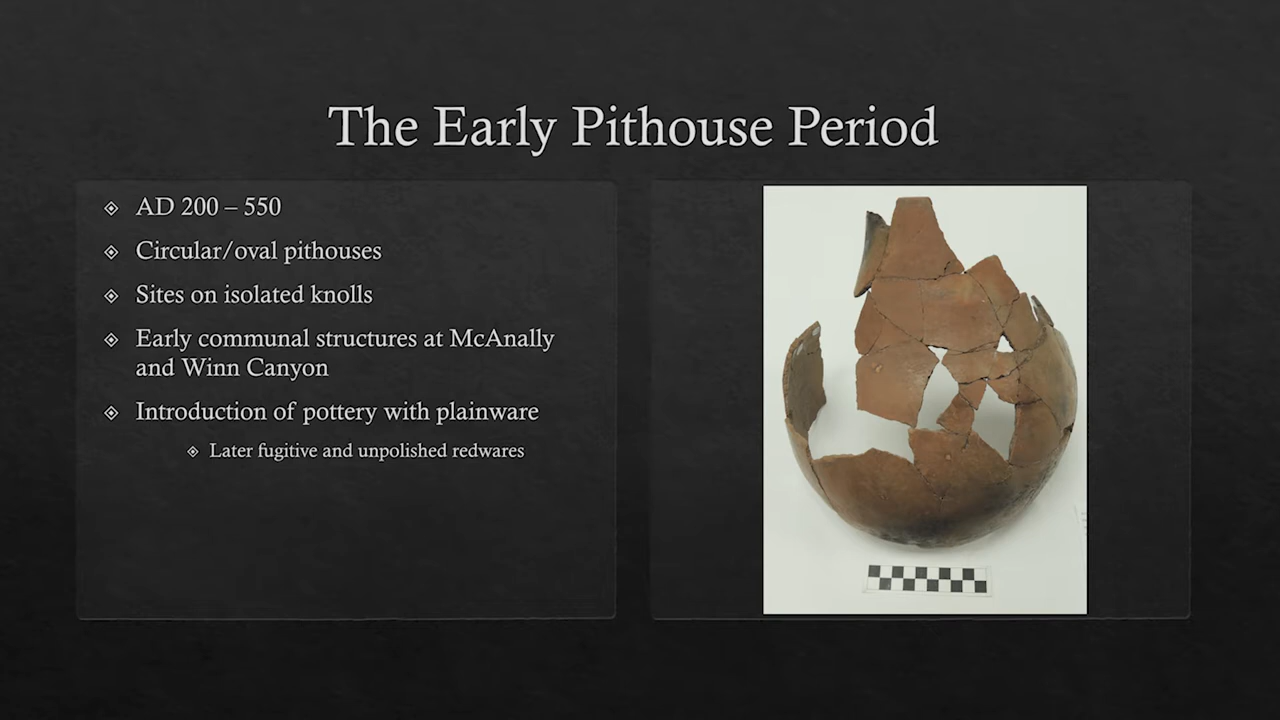 The Early Pithouse Period
AD 200 – 550
Circular/oval pithouses
Sites on isolated knolls
Early communal structures at McAnally
and Winn Canyon
Introduction of pottery with plainware
Later fugitive and unpolished redwares